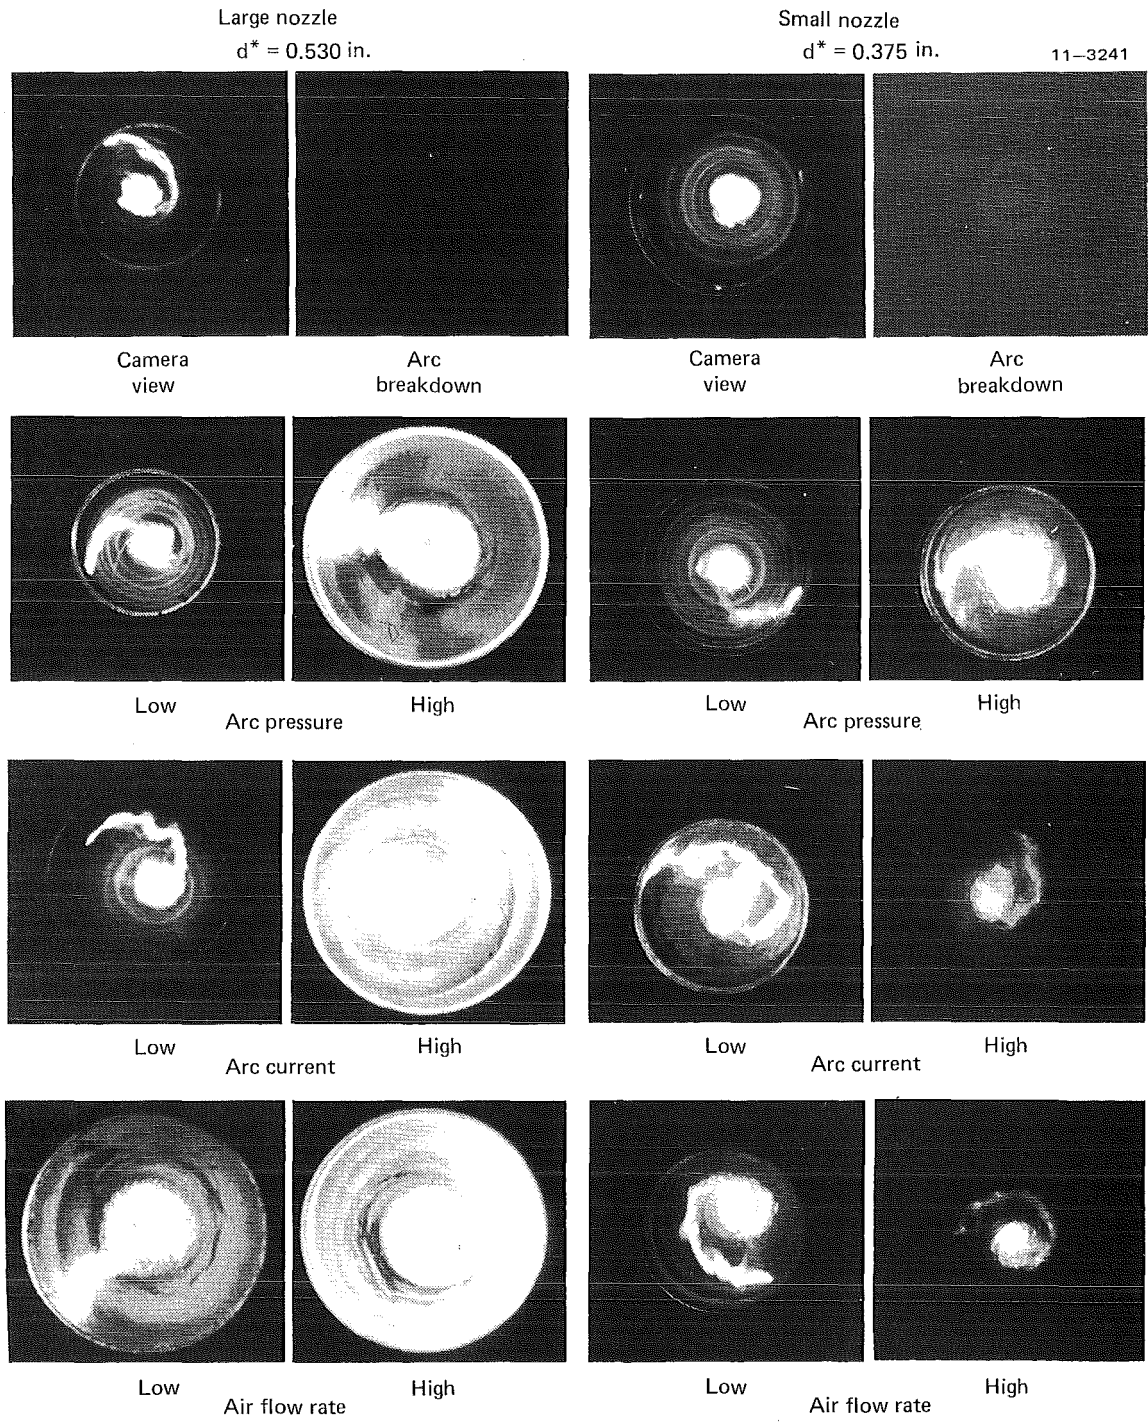 Large nozzle
d* = 0.530 in.
Small nozzle
d* = 0.375 in.
11-3241
Camera
view
Arc
breakdown
Camera
view
Arc
breakdown
Low
High
Arc pressure
Low
High
Arc pressure
Low
High
Arc current
Low
High
Arc current
Low
High
Air flow rate
Low
High
Air flow rate